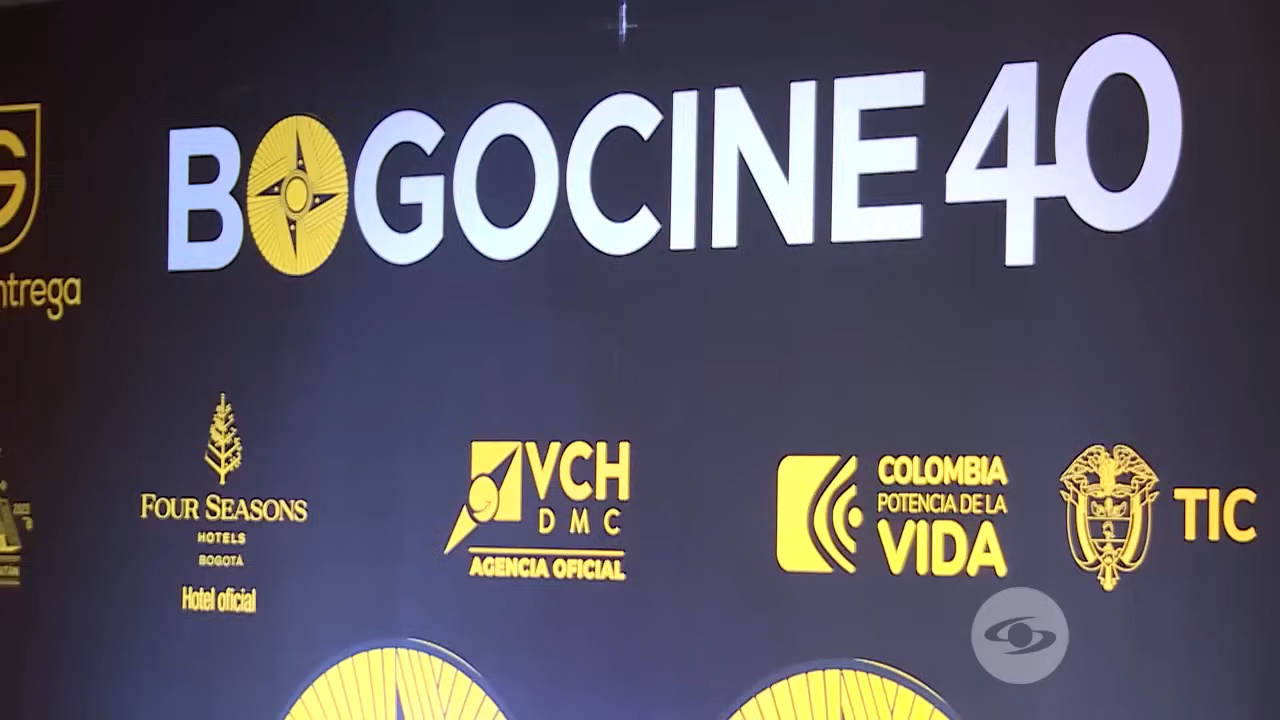 BOGOCINE 40
G
ntrega
FOUR SEASONS
HOTELS
BOGOTÁ
Hotel oficial
VCH
DMC
AGENCIA OFICIAL
COLOMBIA
POTENCIA DE LA
VIDA
TIC